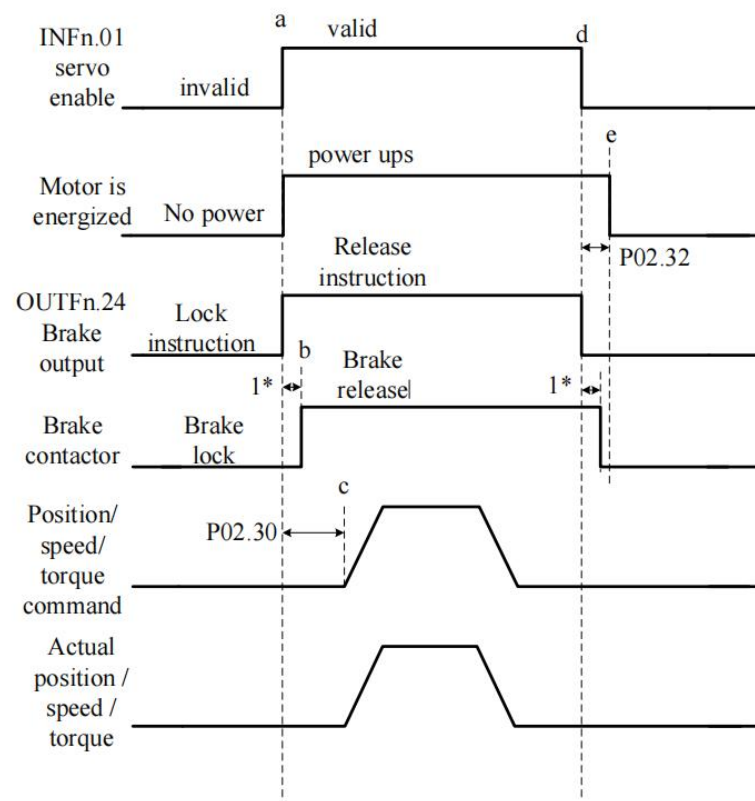 a
INFn.01
valid
d
servo
enable
invalid
e
power ups
Motor is
energized
No power
Release
instruction
P02.32
OUTFn.24
Brake
output
Lock
instruction
b
1*
Brake
release
1*
Brake
contactor
Brake
lock
c
Position/
speed/
torque
command
P02.30
Actual
position /
speed /
torque